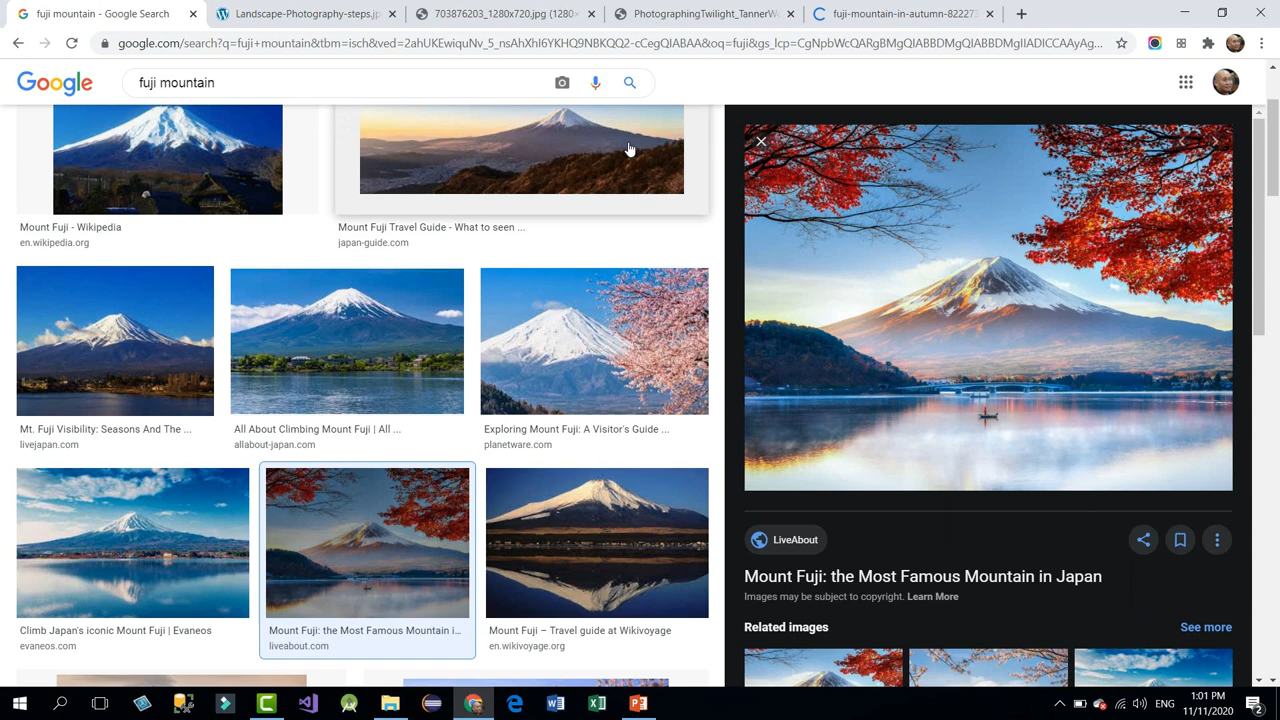 fuji mountain - Google Search
Landscape-Photography-steps.jp
703876203_1280x720.jpg (1280×
PhotographingTwilight_TannerW
fuji-mountain-in-autumn-82227
google.com/search?q=fuji+mountain&tbm=isch&ved=2ahUKEwiquNv_5_nsAhXhI6YKHQ9NBKQQ2-cCegQIABAA&oq=fuji&gs_lcp=CgNpbWcQARgBMgQIABBDMgQIABBDMgQIIADICCAAyAg...
Google
fuji mountain
Mount Fuji - Wikipedia
en.wikipedia.org
Mount Fuji Travel Guide - What to seen ...
japan-guide.com
Mt. Fuji Visibility: Seasons And The ...
livejapan.com
All About Climbing Mount Fuji | All ...
allabout-japan.com
Exploring Mount Fuji: A Visitor's Guide ...
planetware.com
Climb Japan's iconic Mount Fuji | Evaneos
evaneos.com
Mount Fuji: the Most Famous Mountain i...
liveabout.com
Mount Fuji – Travel guide at Wikivoyage
en.wikivoyage.org
LiveAbout
Mount Fuji: the Most Famous Mountain in Japan
Images may be subject to copyright. Learn More
Related images
See more
ENG
1:01 PM
11/11/2020
2